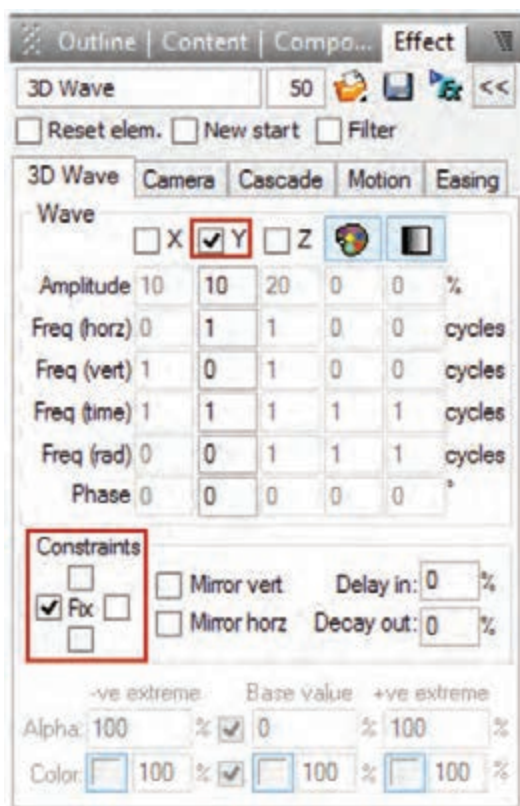 Outline | Content | Compo... Effect
3D Wave 50 Fx <<
Reset elem. New start Filter
3D Wave Camera Cascade Motion Easing
Wave
X Y Z
Amplitude 10 10 20 0 0 %
Freq (horz) 0 1 1 0 0 cycles
Freq (vert) 1 0 1 0 0 cycles
Freq (time) 1 1 1 1 1 cycles
Freq (rad) 0 0 1 1 1 cycles
Phase 0 0 0 0 0 °
Constraints
Mirror vert Delay in: 0 %
Fix
Mirror horz Decay out: 0 %
-ve extreme Base value +ve extreme
Alpha: 100 % 0 % 100 %
Color: 100 % 100 % 100 %